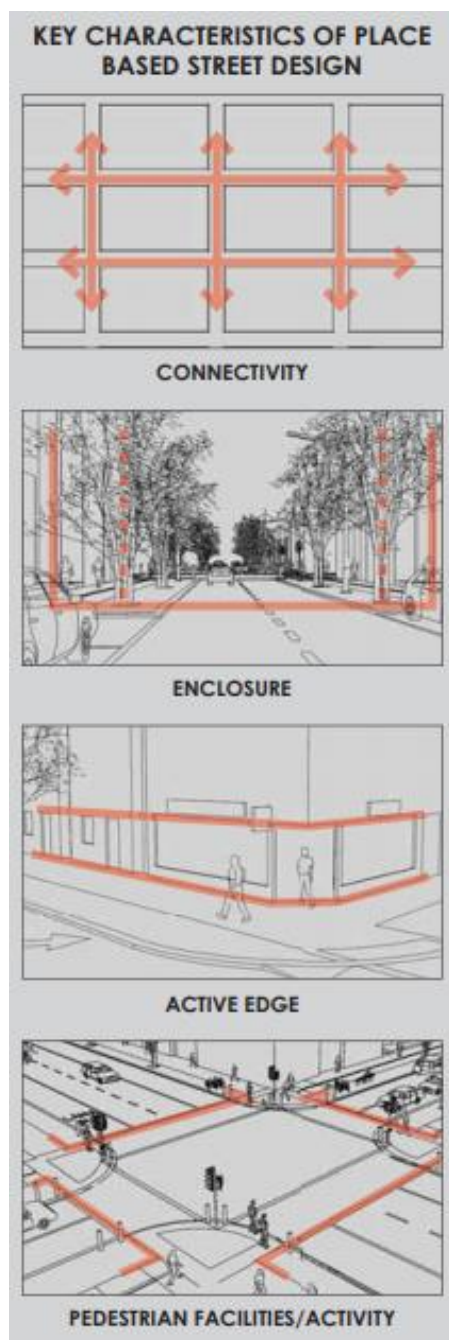 KEY CHARACTERISTICS OF PLACE
BASED STREET DESIGN
CONNECTIVITY
ENCLOSURE
ACTIVE EDGE
PEDESTRIAN FACILITIES/ACTIVITY